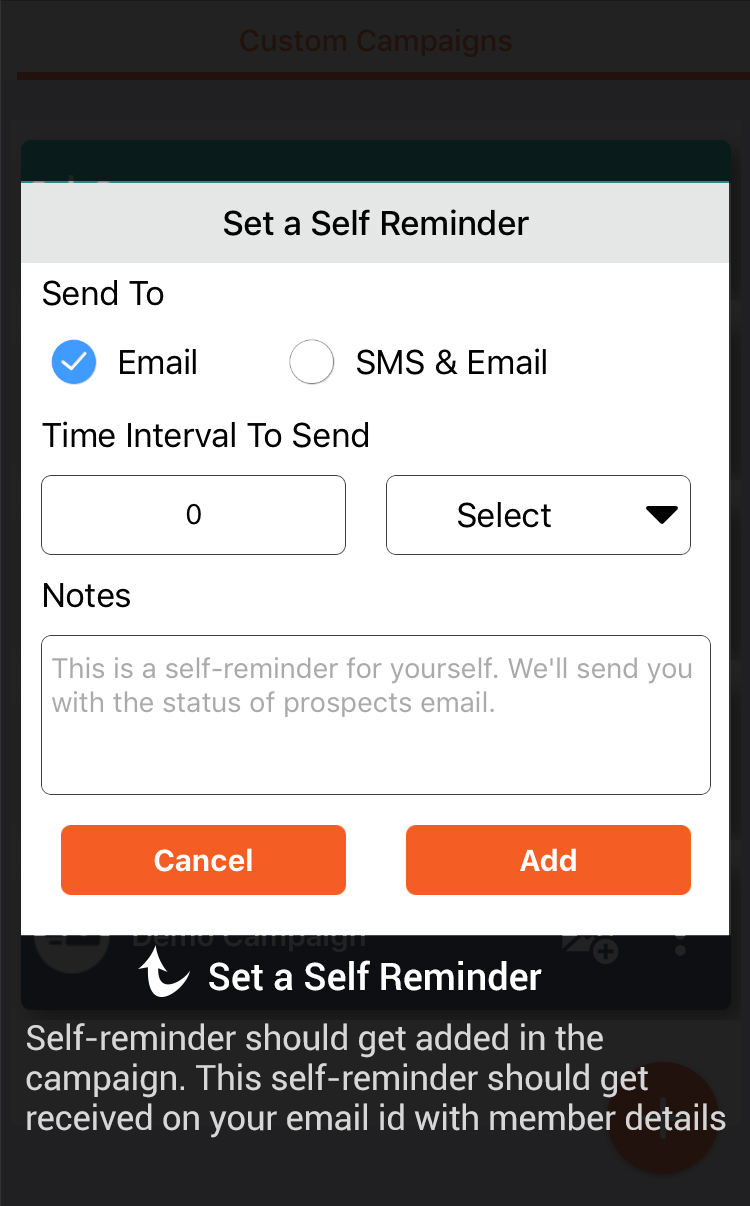 Custom Campaigns
Set a Self Reminder
Send To
Email
SMS & Email
Time Interval To Send
0
Select
Notes
This is a self-reminder for yourself. We'll send you
with the status of prospects email.
Cancel
Add
Demo Campaign
Set a Self Reminder
Self-reminder should get added in the
campaign. This self-reminder should get
received on your email id with member details